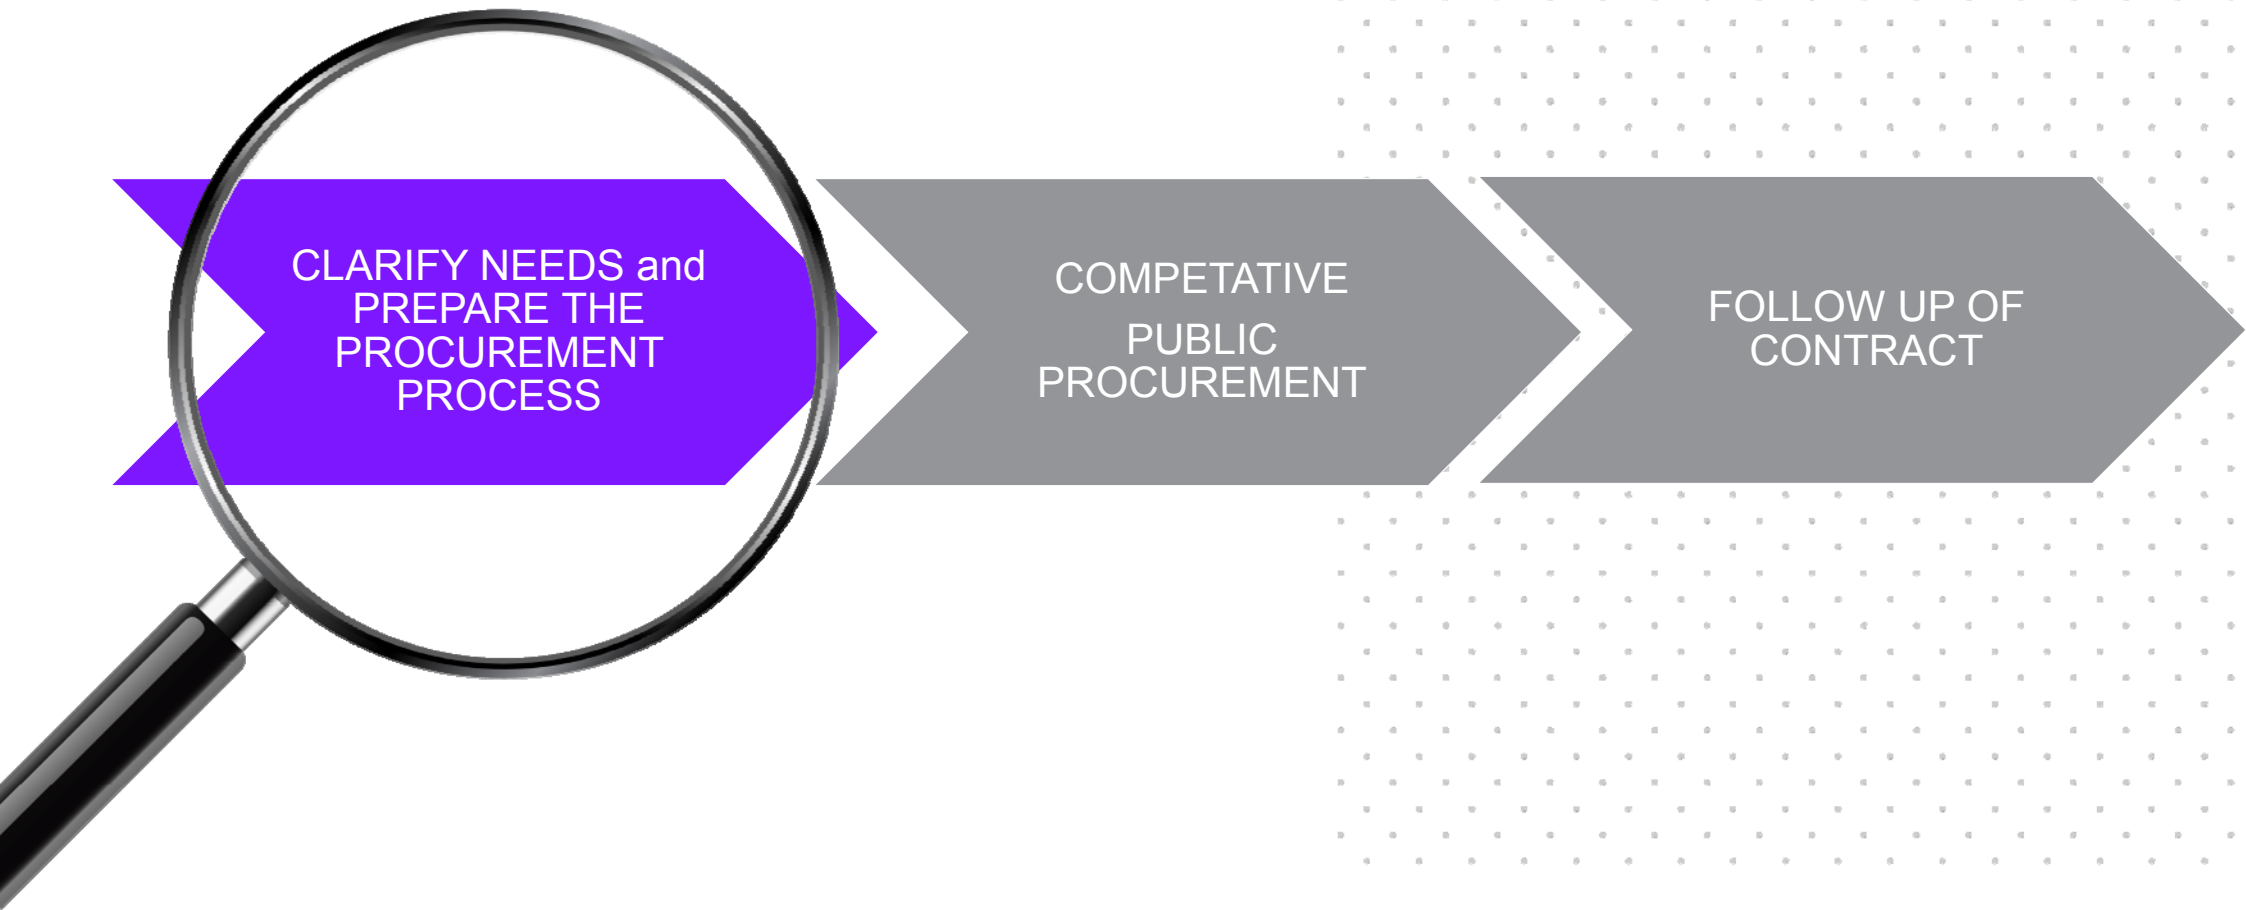 CLARIFY NEEDS and
PREPARE THE
PROCUREMENT
PROCESS
COMPETATIVE
PUBLIC
PROCUREMENT
FOLLOW UP OF
CONTRACT